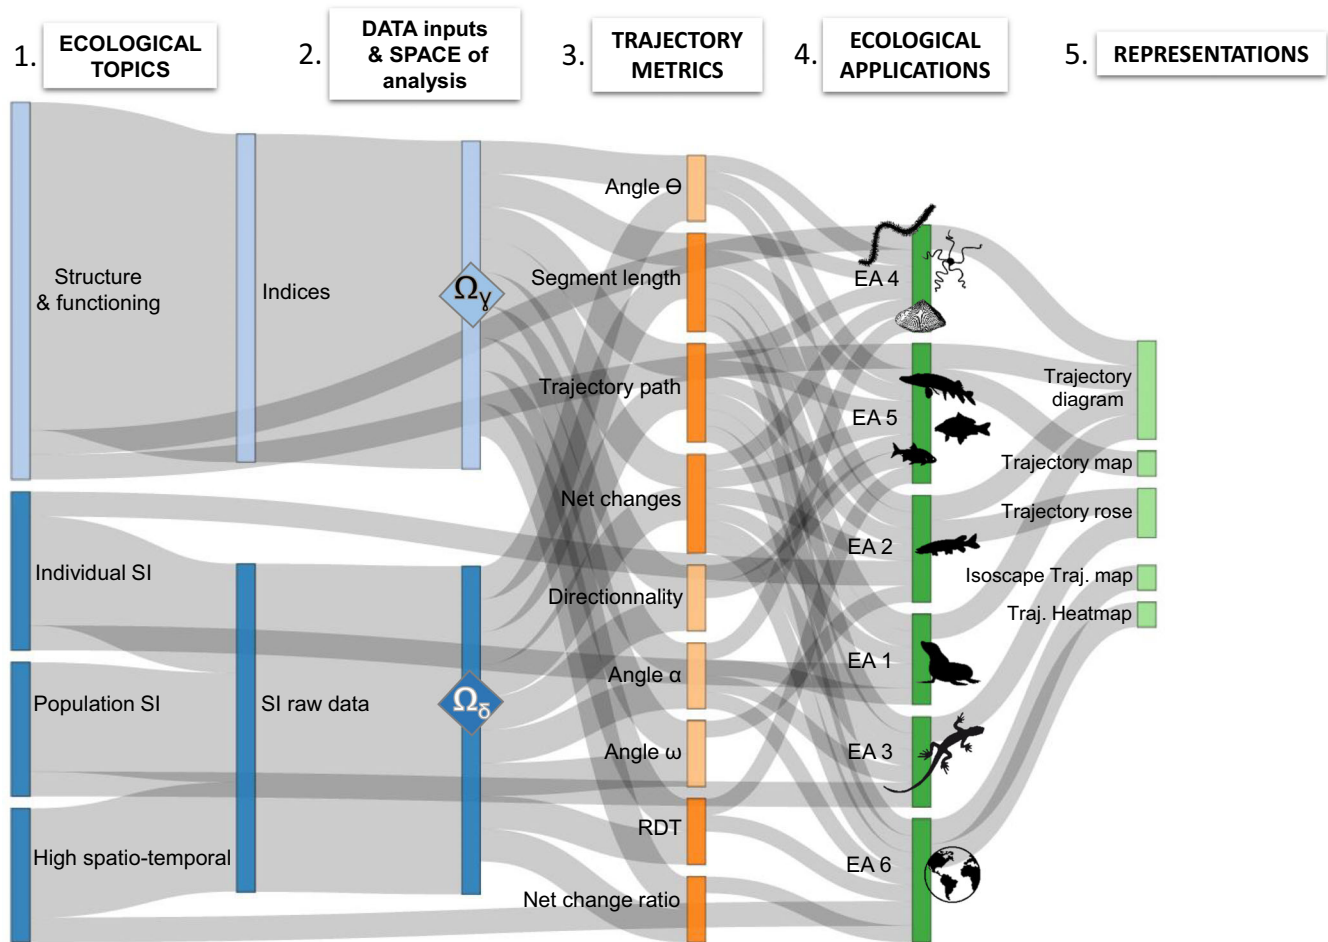 1. ECOLOGICAL
TOPICS
2. DATA inputs
& SPACE of
analysis
3. TRAJECTORY
METRICS
4. ECOLOGICAL
APPLICATIONS
5. REPRESENTATIONS
Structure
& functioning
Individual SI
Population SI
High spatio-temporal
Indices
SI raw data
Ωɣ
Ωδ
Angle ϴ
Segment length
Trajectory path
Net changes
Directionnality
Angle α
Angle ω
RDT
Net change ratio
EA 4
EA 5
EA 2
EA 1
EA 3
EA 6
Trajectory
diagram
Trajectory map
Trajectory rose
Isoscape Traj. map
Traj. Heatmap